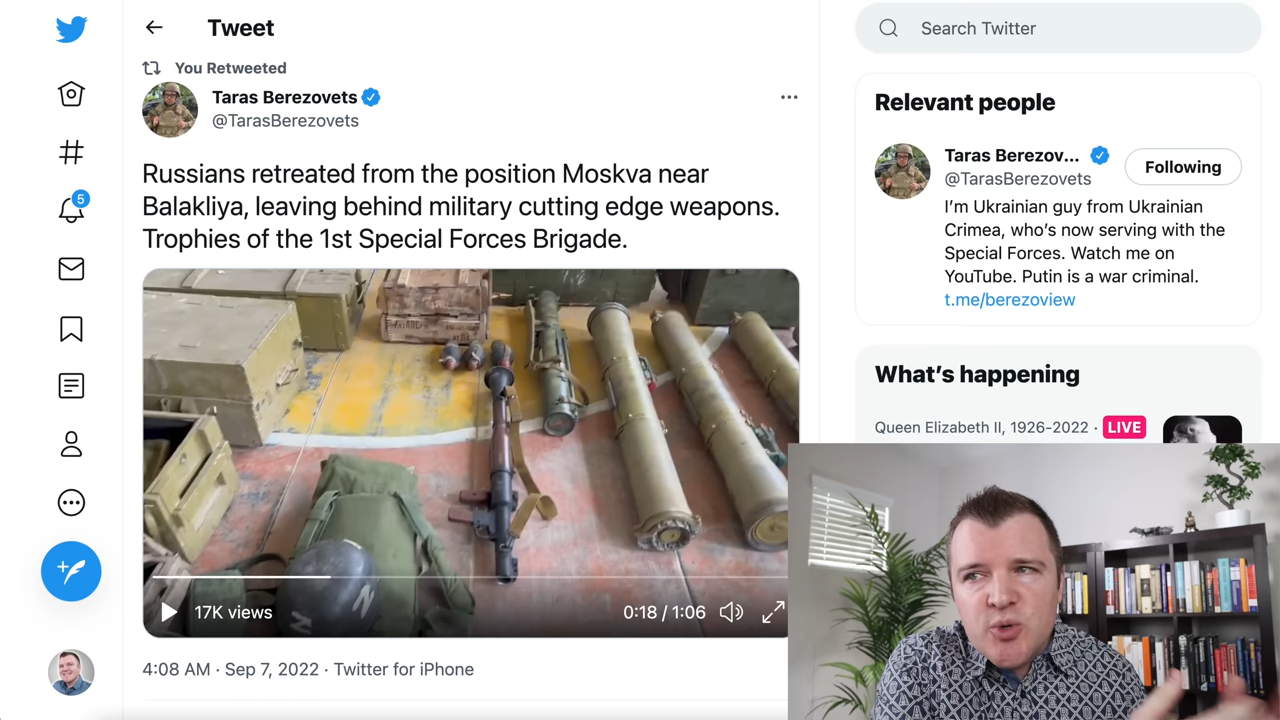 Tweet
You Retweeted
Taras Berezovets
@TarasBerezovets
Russians retreated from the position Moskva near
Balakliya, leaving behind military cutting edge weapons.
Trophies of the 1st Special Forces Brigade.
17K views
0:18 / 1:06
4:08 AM · Sep 7, 2022 · Twitter for iPhone
5
Search Twitter
Relevant people
Taras Berezov...
@TarasBerezovets
Following
I'm Ukrainian guy from Ukrainian
Crimea, who's now serving with the
Special Forces. Watch me on
YouTube. Putin is a war criminal.
t.me/berezoview
What's happening
Queen Elizabeth II, 1926-2022 · LIVE